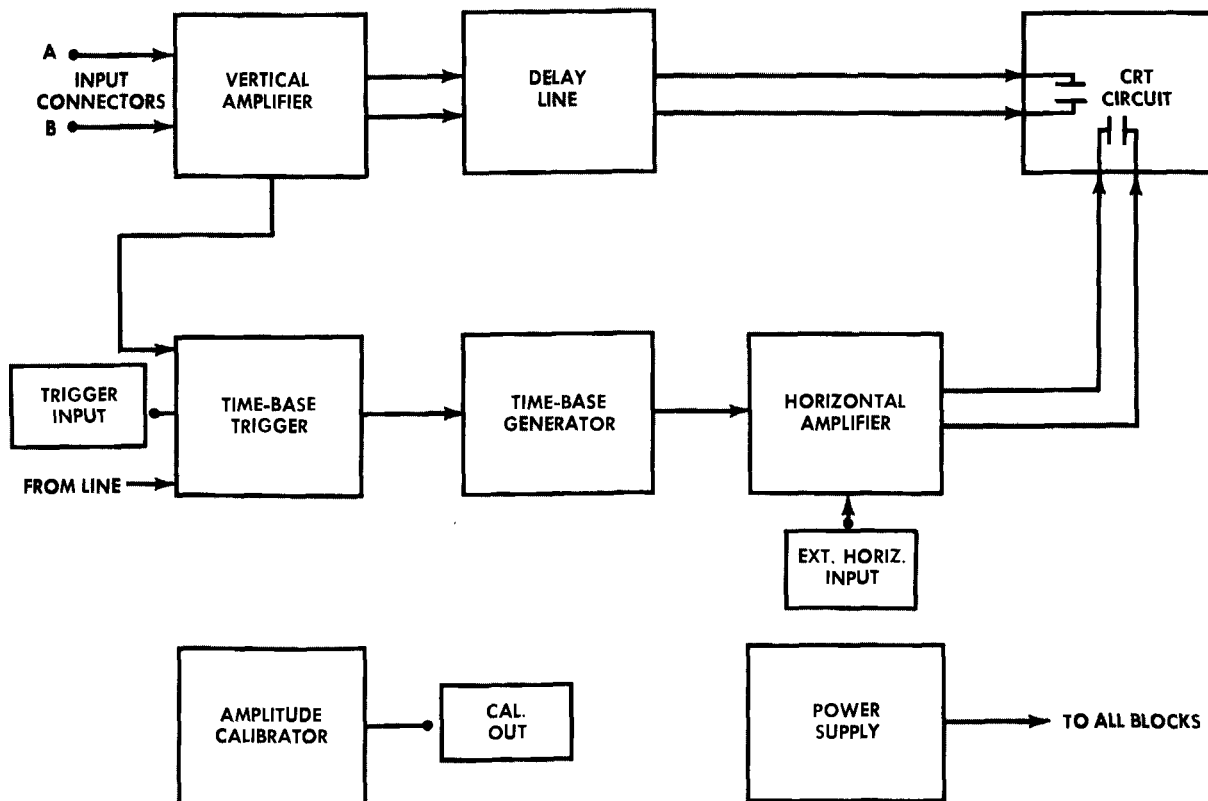 A
INPUT
CONNECTORS
B
VERTICAL
AMPLIFIER
DELAY
LINE
CRT
CIRCUIT
TRIGGER
INPUT
FROM LINE
TIME-BASE
TRIGGER
TIME-BASE
GENERATOR
HORIZONTAL
AMPLIFIER
EXT. HORIZ.
INPUT
AMPLITUDE
CALIBRATOR
CAL.
OUT
POWER
SUPPLY
TO ALL BLOCKS